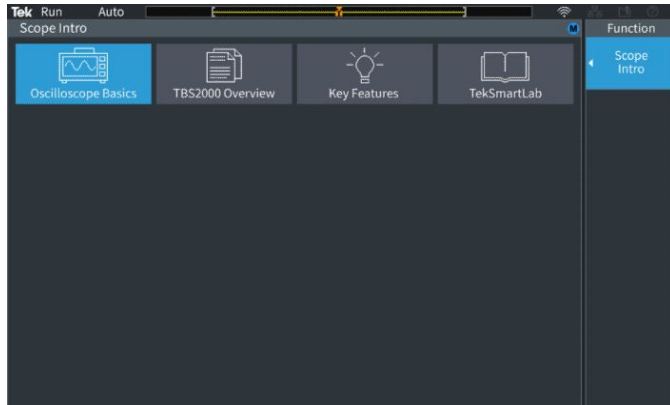 Tek Run Auto
Scope Intro
M
Function
Scope
Intro
Oscilloscope Basics
TBS2000 Overview
Key Features
TekSmartLab